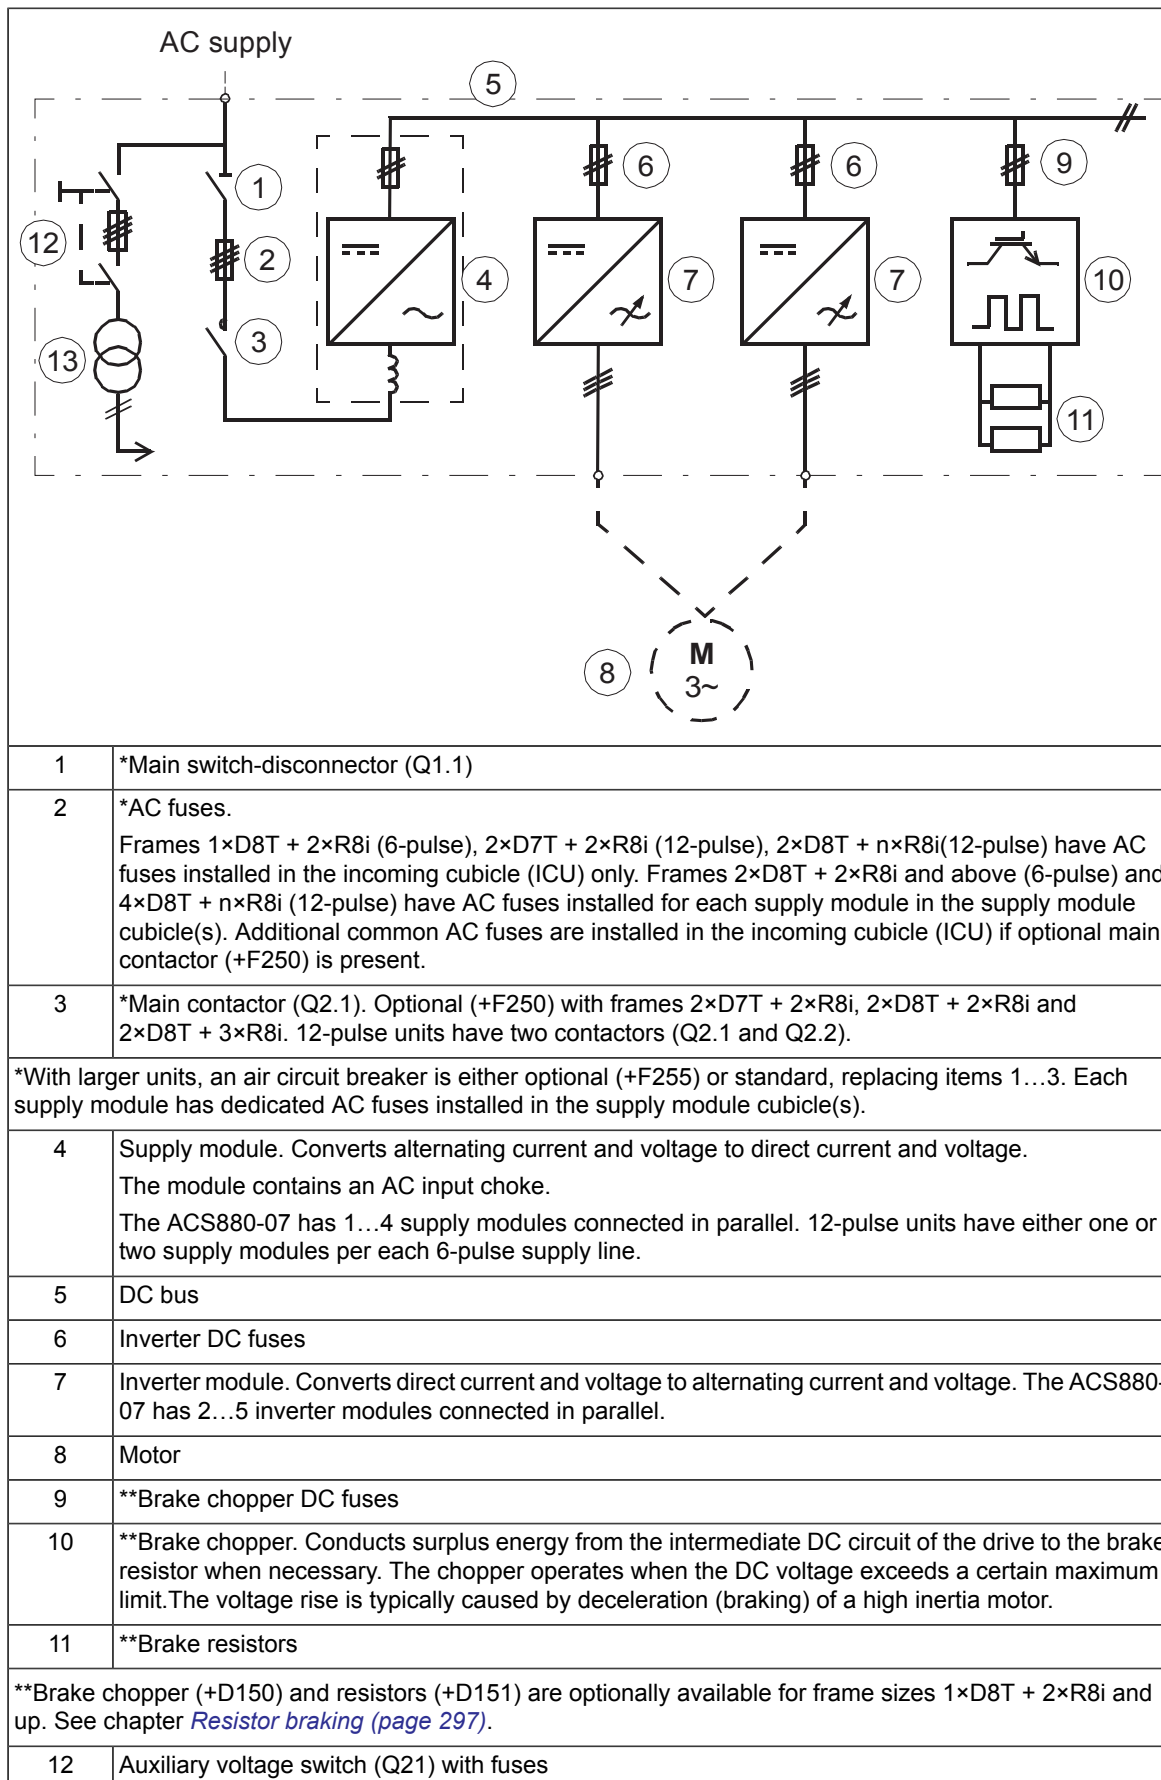 AC supply
5
1
6
6
9
12
2
4
7
7
10
3
13
11
8
M
3~
1 *Main switch-disconnector (Q1.1)
2 *AC fuses.
Frames 1×D8T + 2×R8i (6-pulse), 2×D7T + 2×R8i (12-pulse), 2×D8T + n×R8i(12-pulse) have AC
fuses installed in the incoming cubicle (ICU) only. Frames 2×D8T + 2×R8i and above (6-pulse) and
4×D8T + n×R8i (12-pulse) have AC fuses installed for each supply module in the supply module
cubicle(s). Additional common AC fuses are installed in the incoming cubicle (ICU) if optional main
contactor (+F250) is present.
3 *Main contactor (Q2.1). Optional (+F250) with frames 2×D7T + 2×R8i, 2×D8T + 2×R8i and
2×D8T + 3×R8i. 12-pulse units have two contactors (Q2.1 and Q2.2).
*With larger units, an air circuit breaker is either optional (+F255) or standard, replacing items 1…3. Each
supply module has dedicated AC fuses installed in the supply module cubicle(s).
4 Supply module. Converts alternating current and voltage to direct current and voltage.
The module contains an AC input choke.
The ACS880-07 has 1…4 supply modules connected in parallel. 12-pulse units have either one or
two supply modules per each 6-pulse supply line.
5 DC bus
6 Inverter DC fuses
7 Inverter module. Converts direct current and voltage to alternating current and voltage. The ACS880-
07 has 2…5 inverter modules connected in parallel.
8 Motor
9 **Brake chopper DC fuses
10 **Brake chopper. Conducts surplus energy from the intermediate DC circuit of the drive to the brake
resistor when necessary. The chopper operates when the DC voltage exceeds a certain maximum
limit.The voltage rise is typically caused by deceleration (braking) of a high inertia motor.
11 **Brake resistors
**Brake chopper (+D150) and resistors (+D151) are optionally available for frame sizes 1×D8T + 2×R8i and
up. See chapter Resistor braking (page 297).
12 Auxiliary voltage switch (Q21) with fuses